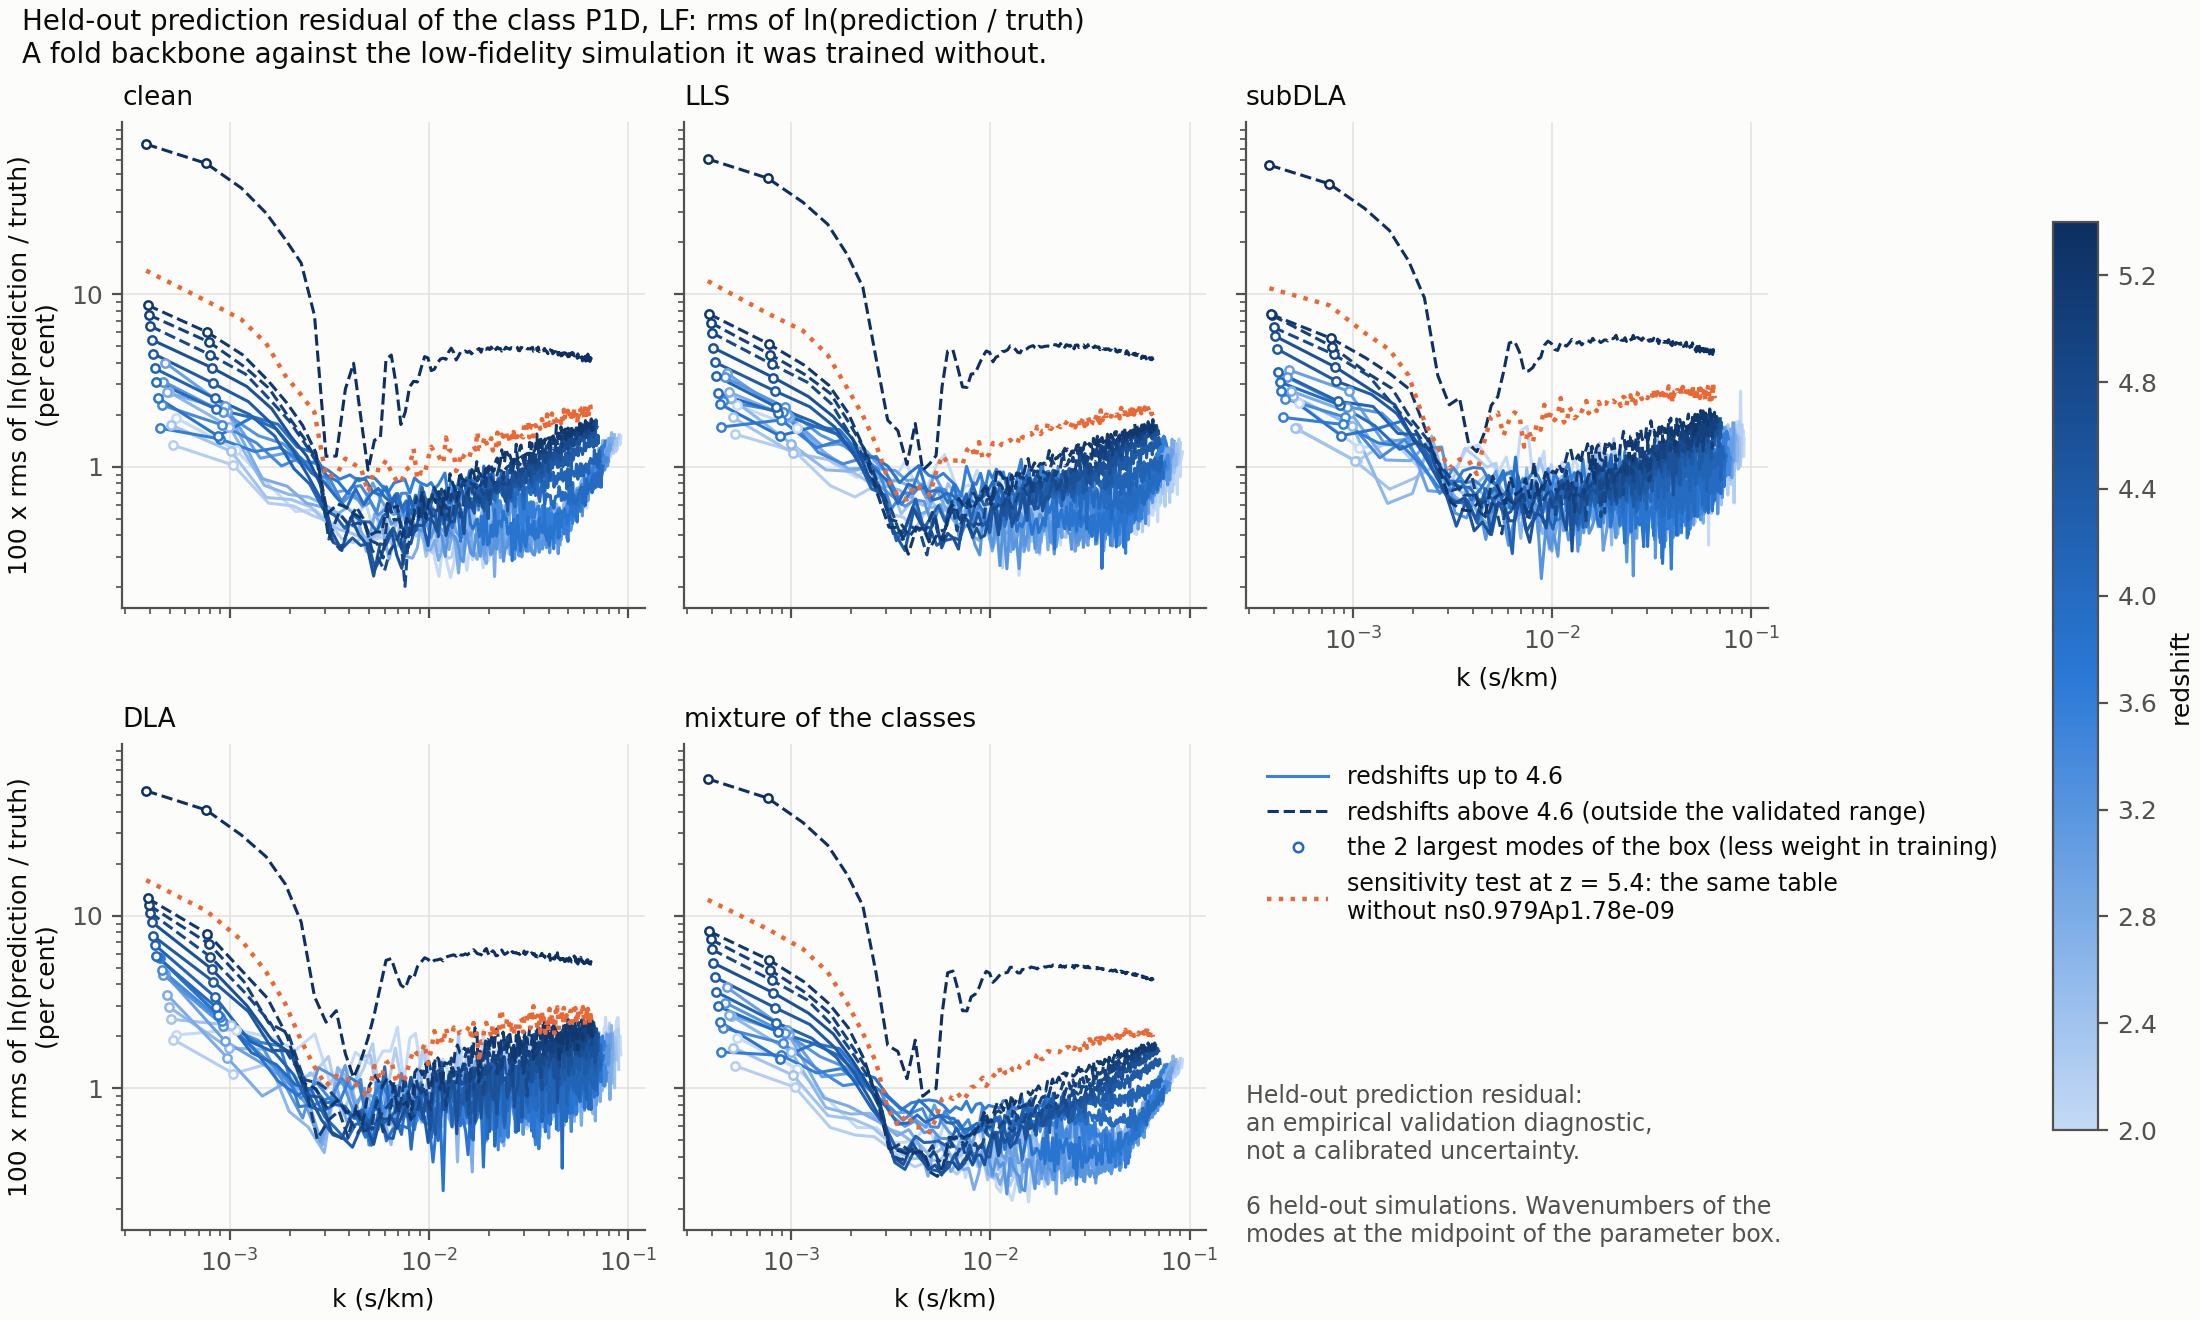 Held-out prediction residual of the class P1D, LF: rms of ln(prediction / truth)
A fold backbone against the low-fidelity simulation it was trained without.
clean
LLS
subDLA
100 x rms of ln(prediction / truth)
(per cent)
10
1
10⁻³
10⁻²
10⁻¹
k (s/km)
DLA
mixture of the classes
100 x rms of ln(prediction / truth)
(per cent)
10
1
10⁻³
10⁻²
10⁻¹
k (s/km)
10⁻³
10⁻²
10⁻¹
k (s/km)
redshifts up to 4.6
redshifts above 4.6 (outside the validated range)
the 2 largest modes of the box (less weight in training)
sensitivity test at z = 5.4: the same table
without ns0.979Ap1.78e-09
Held-out prediction residual:
an empirical validation diagnostic,
not a calibrated uncertainty.
6 held-out simulations. Wavenumbers of the
modes at the midpoint of the parameter box.
5.2
4.8
4.4
4.0
3.6
3.2
2.8
2.4
2.0
redshift